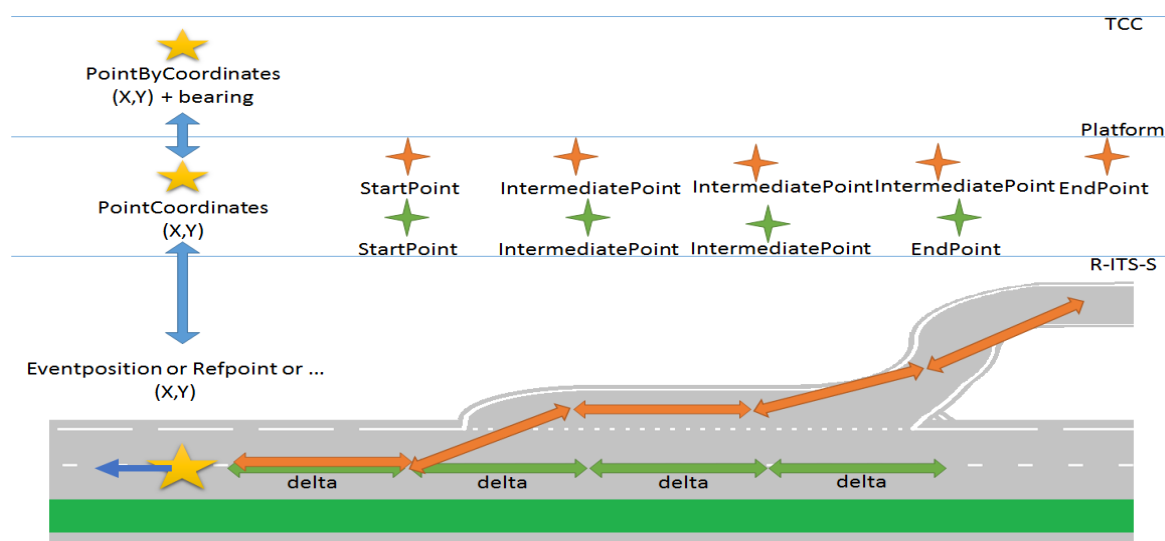 TCC
PointByCoordinates
(X,Y) + bearing
Platform
StartPoint IntermediatePoint IntermediatePoint IntermediatePoint EndPoint
PointCoordinates
(X,Y)
StartPoint IntermediatePoint IntermediatePoint EndPoint
R-ITS-S
Eventposition or Refpoint or ...
(X,Y)
delta delta delta delta